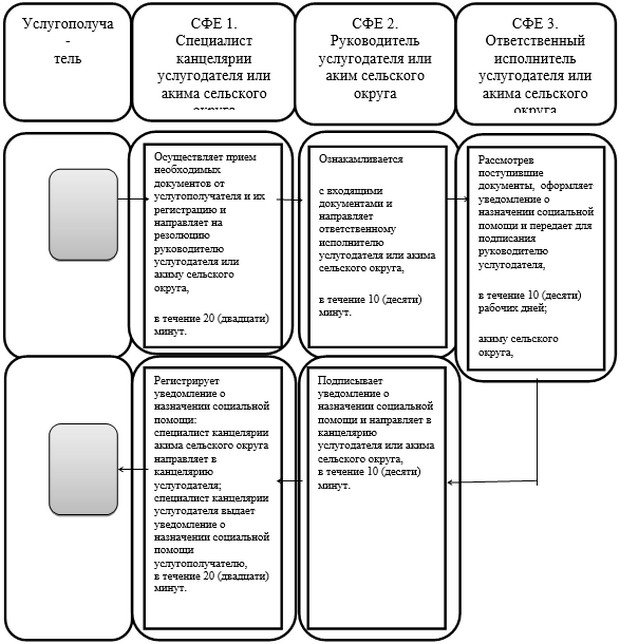 Услугополуча
-
тель
СФЕ 1.
Специалист
канцелярии
услугодателя или
акима сельского
округа
СФЕ 2.
Руководитель
услугодателя или
аким сельского
округа
СФЕ 3.
Ответственный
исполнитель
услугодателя или
акима сельского
округа
Осуществляет прием
необходимых
документов от
услугополучателя и их
регистрацию и
направляет на
резолюцию
руководителю
услугодателя или
акиму сельского
округа,
в течение 20 (двадцати)
минут.
Ознакамливается
с входящими
документами и
направляет
ответственному
исполнителю
услугодателя или акима
сельского округа,
в течение 10 (десяти)
минут.
Рассмотрев
поступившие
документы, оформляет
уведомление о
назначении социальной
помощи и передает для
подписания
руководителю
услугодателя,
в течение 10 (десяти)
рабочих дней;
акиму сельского
округа,
Регистрирует
уведомление о
назначении социальной
помощи:
специалист канцелярии
акима сельского округа
направляет в
канцелярию
услугодателя;
специалист канцелярии
услугодателя выдает
уведомление о
назначении социальной
помощи
услугополучателю,
в течение 20 (двадцати)
минут.
Подписывает
уведомление о
назначении социальной
помощи и направляет в
канцелярию
услугодателя или акима
сельского округа,
в течение 10 (десяти)
минут.